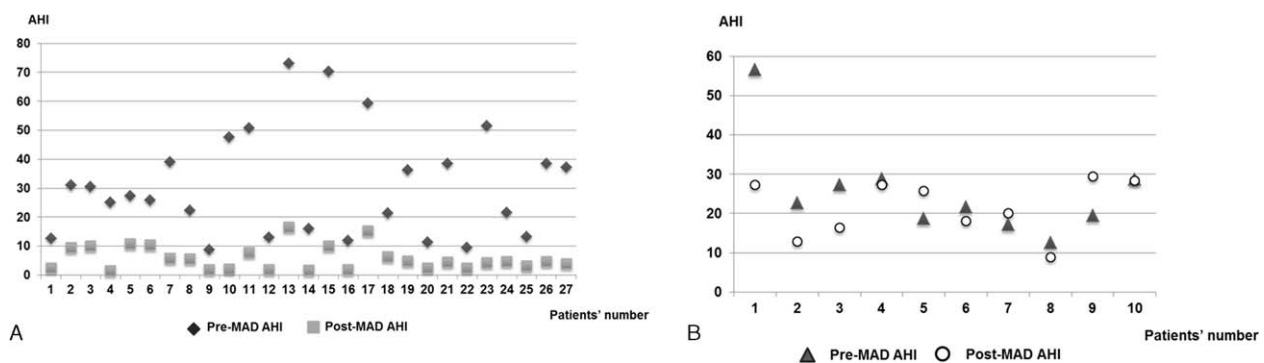 AHI
80
70
60
50
40
30
20
10
0
1 2 3 4 5 6 7 8 9 10 11 12 13 14 15 16 17 18 19 20 21 22 23 24 25 26 27
Patients' number
Pre-MAD AHI Post-MAD AHI
A
AHI
60
50
40
30
20
10
0
1 2 3 4 5 6 7 8 9 10
Patients' number
Pre-MAD AHI Post-MAD AHI
B